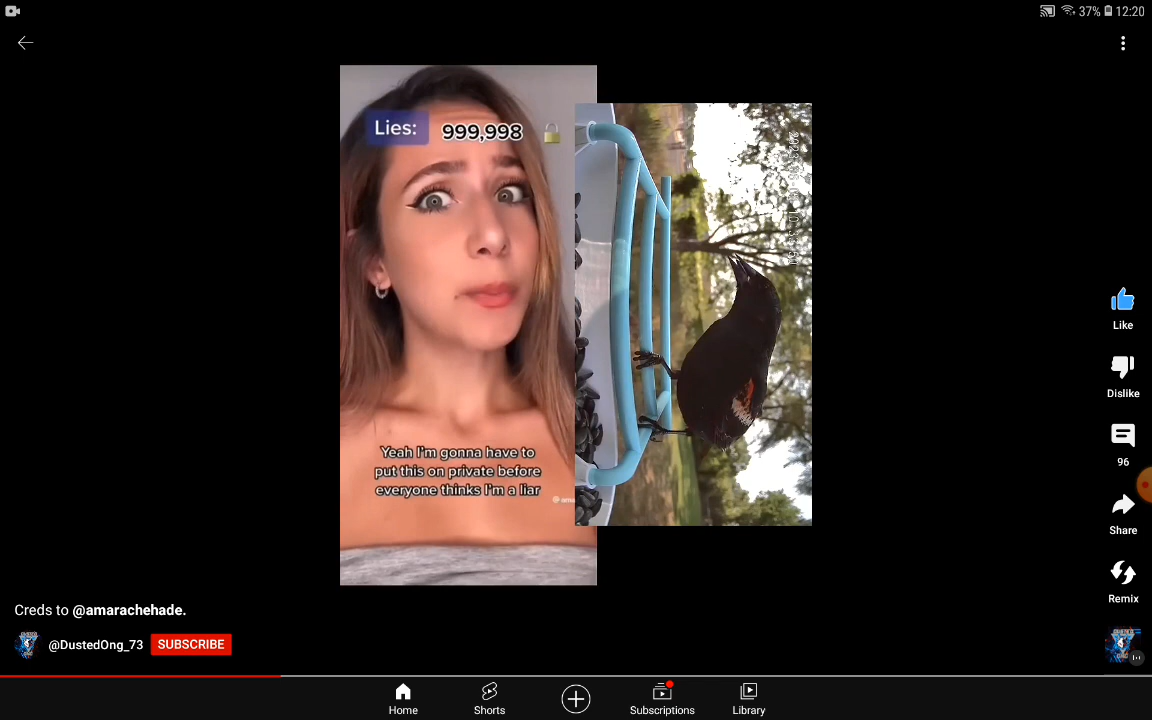 37%
12:20
Lies: 999,998
Yeah I'm gonna have to
put this on private before
everyone thinks I'm a liar
Like
Dislike
96
Share
Remix
Creds to @amarachehade.
@DustedOng_73
SUBSCRIBE
Home
Shorts
Subscriptions
Library